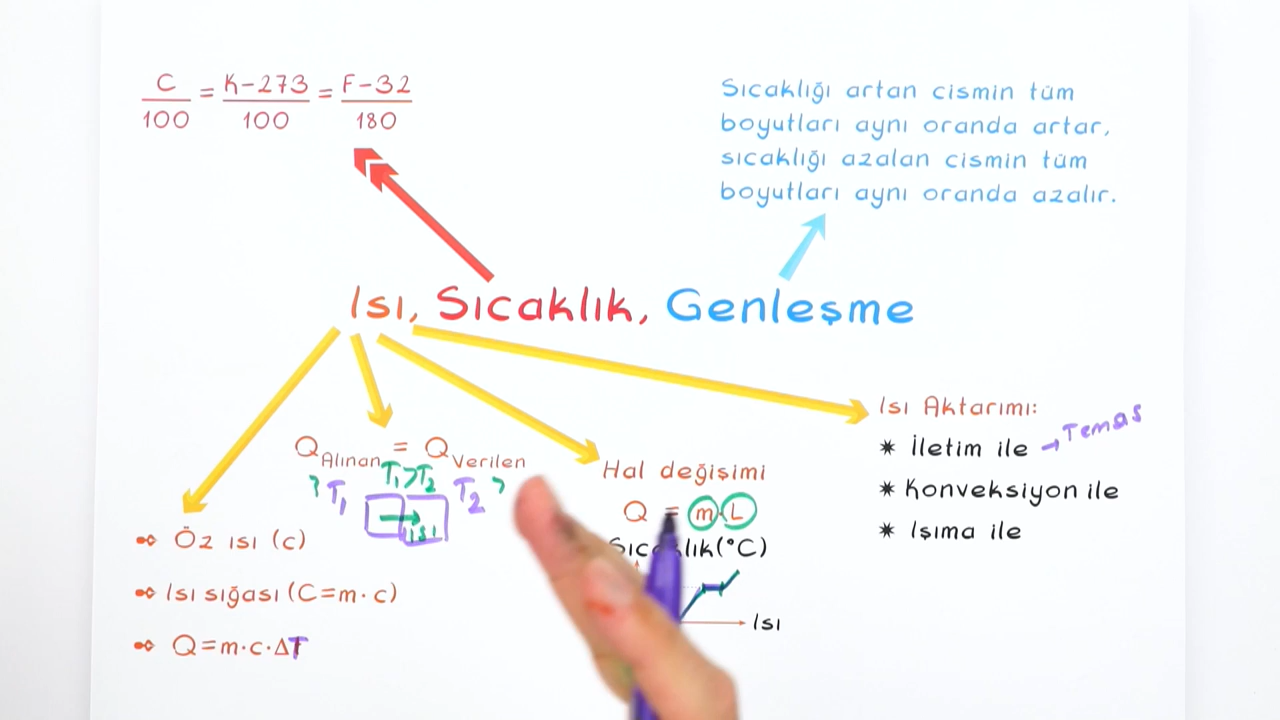 C/100 = K-273/100 = F-32/180
Sıcaklığı artan cismin tüm
boyutları aynı oranda artar,
sıcaklığı azalan cismin tüm
boyutları aynı oranda azalır.
Isı, Sıcaklık, Genleşme
Q Alınan = Q Verilen
T₁>T₂
? T₁
T₂ ?
ısı
Öz ısı (c)
Isı sığası (C=m·c)
Q=m·c·ΔT
Hal değişimi
Q = m·L
(°C)
Isı
Isı Aktarımı:
* İletim ile → Temas
* Konveksiyon ile
* Işıma ile